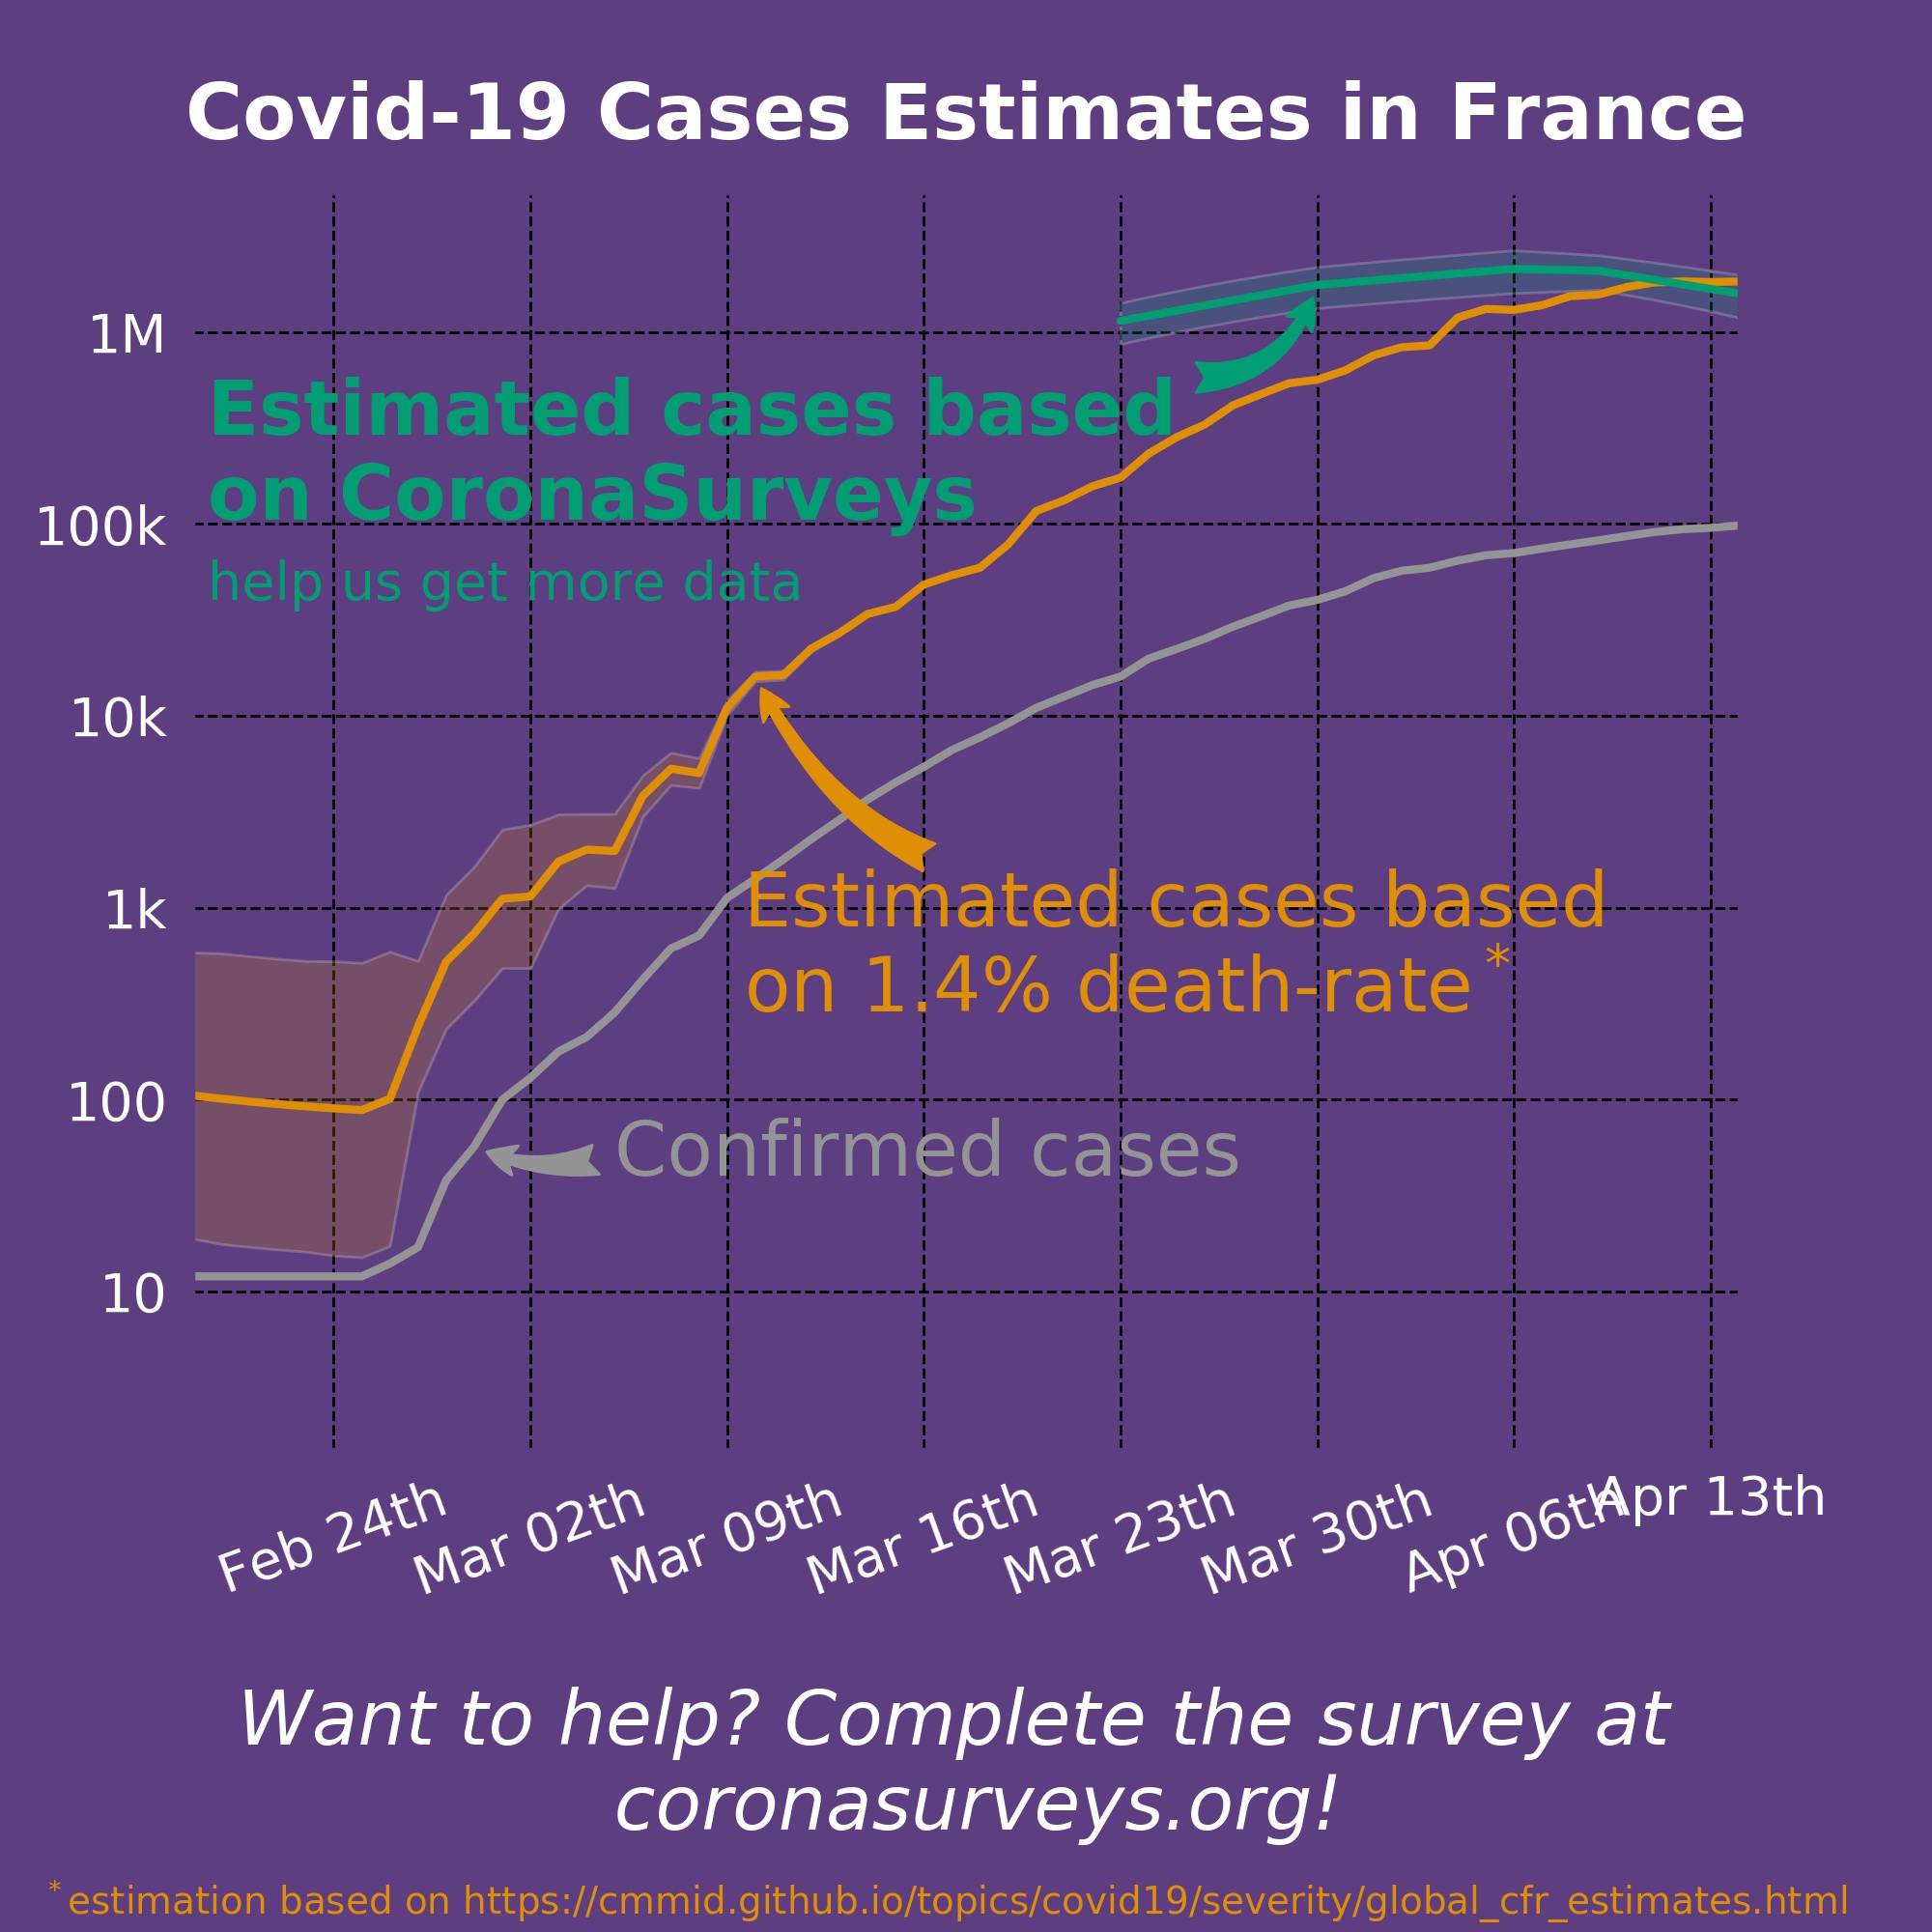 Covid-19 Cases Estimates in France
1M
100k
10k
1k
100
10
Estimated cases based
on CoronaSurveys
help us get more data
Estimated cases based
on 1.4% death-rate*
Confirmed cases
Feb 24th
Mar 02th
Mar 09th
Mar 16th
Mar 23th
Mar 30th
Apr 06th
Apr 13th
Want to help? Complete the survey at
coronasurveys.org!
*estimation based on https://cmmid.github.io/topics/covid19/severity/global_cfr_estimates.html